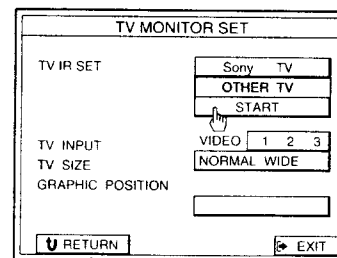 TV MONITOR SET
TV IR SET
Sony TV
OTHER TV
START
TV INPUT
VIDEO 1 2 3
TV SIZE
NORMAL WIDE
GRAPHIC POSITION
RETURN
EXIT